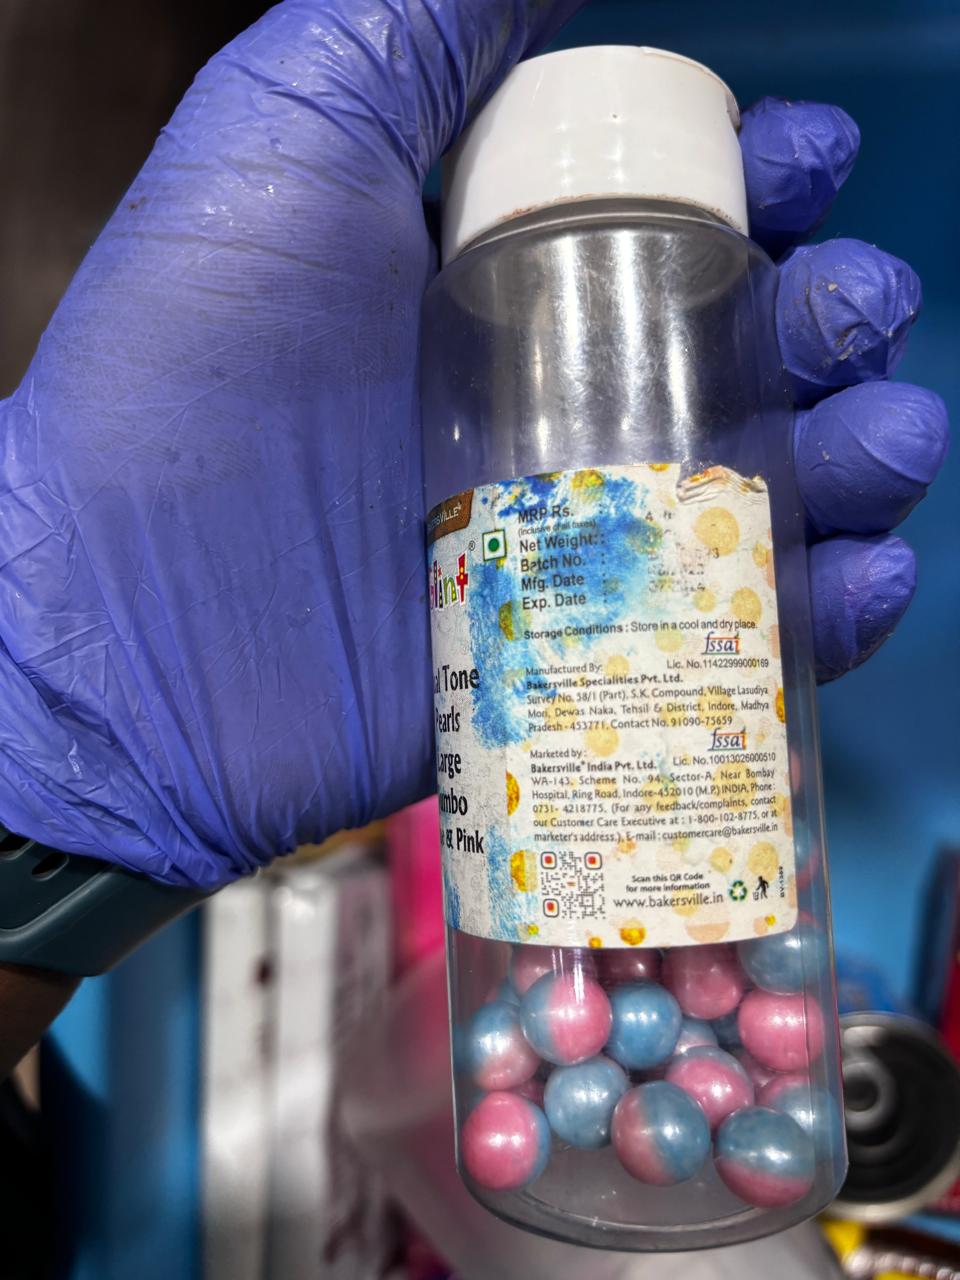 ®
al Tone
Pearls
Large
& Pink
MRP Rs. :
(inclusive of all taxes)
Net Weight :
Batch No. :
Mfg. Date :
Exp. Date :
Storage Conditions : Store in a cool and dry place.
fssai
Lic. No.11422999000169
Manufactured By:
Bakersville Specialities Pvt. Ltd.
Survey No. 58/1 (Part), S.K. Compound, Village Lasudiya
Mori, Dewas Naka, Tehsil & District, Indore, Madhya
Pradesh - 453771, Contact No. 91090-75659
fssai
Marketed by:
Bakersville® India Pvt. Ltd. Lic. No.10013026000510
WA-143, Scheme No. 94, Sector-A, Near Bombay
Hospital, Ring Road, Indore-452010 (M.P.) INDIA, Phone :
0731- 4218775, (For any feedback/complaints, contact
our Customer Care Executive at : 1-800-102-8775, or at
marketer's address.), E-mail : customercare@bakersville.in
Scan this QR Code
for more information
www.bakersville.in